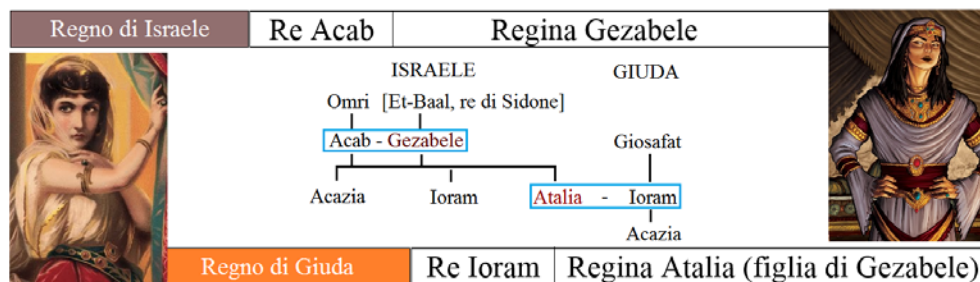 Regno di Israele Re Acab Regina Gezabele
ISRAELE GIUDA
Omri [Et-Baal, re di Sidone]
Acab - Gezabele Giosafat
Acazia Ioram Atalia - Ioram
Acazia
Regno di Giuda Re Ioram Regina Atalia (figlia di Gezabele)